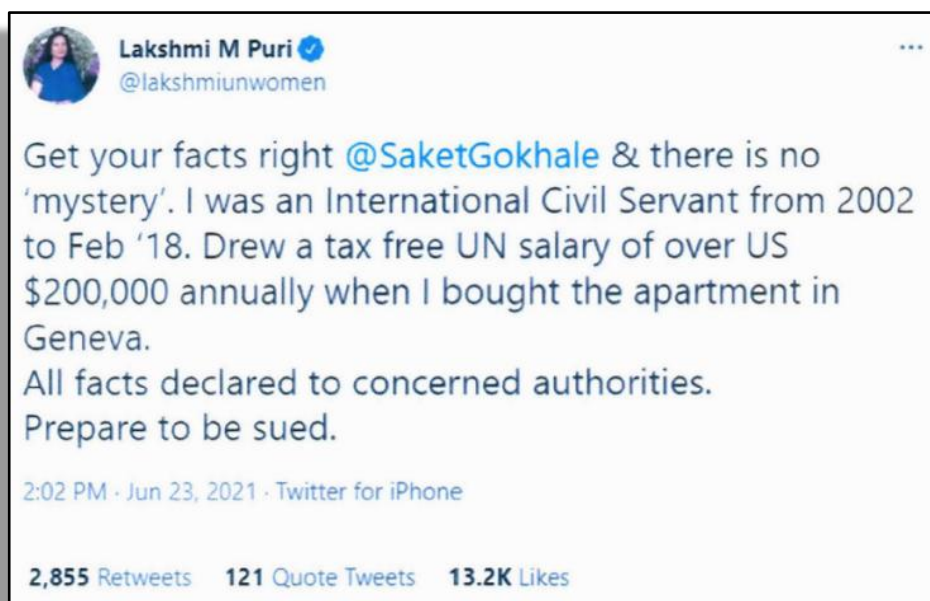 Lakshmi M Puri
@lakshmiunwomen
Get your facts right @SaketGokhale & there is no
‘mystery’. I was an International Civil Servant from 2002
to Feb ‘18. Drew a tax free UN salary of over US
$200,000 annually when I bought the apartment in
Geneva.
All facts declared to concerned authorities.
Prepare to be sued.
2:02 PM · Jun 23, 2021 · Twitter for iPhone
2,855 Retweets 121 Quote Tweets 13.2K Likes